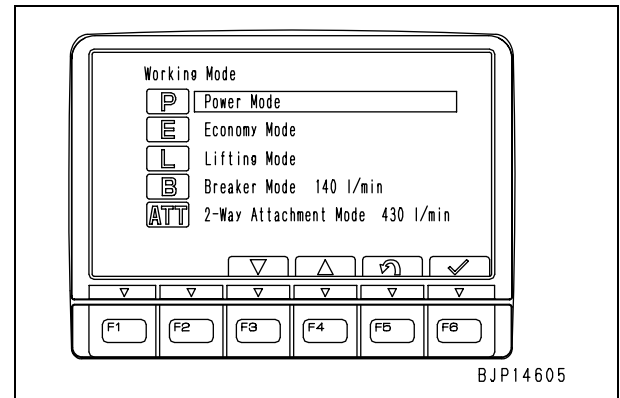 Working Mode
P Power Mode
E Economy Mode
L Lifting Mode
B Breaker Mode 140 l/min
ATT 2-Way Attachment Mode 430 l/min
F1 F2 F3 F4 F5 F6
BJP14605